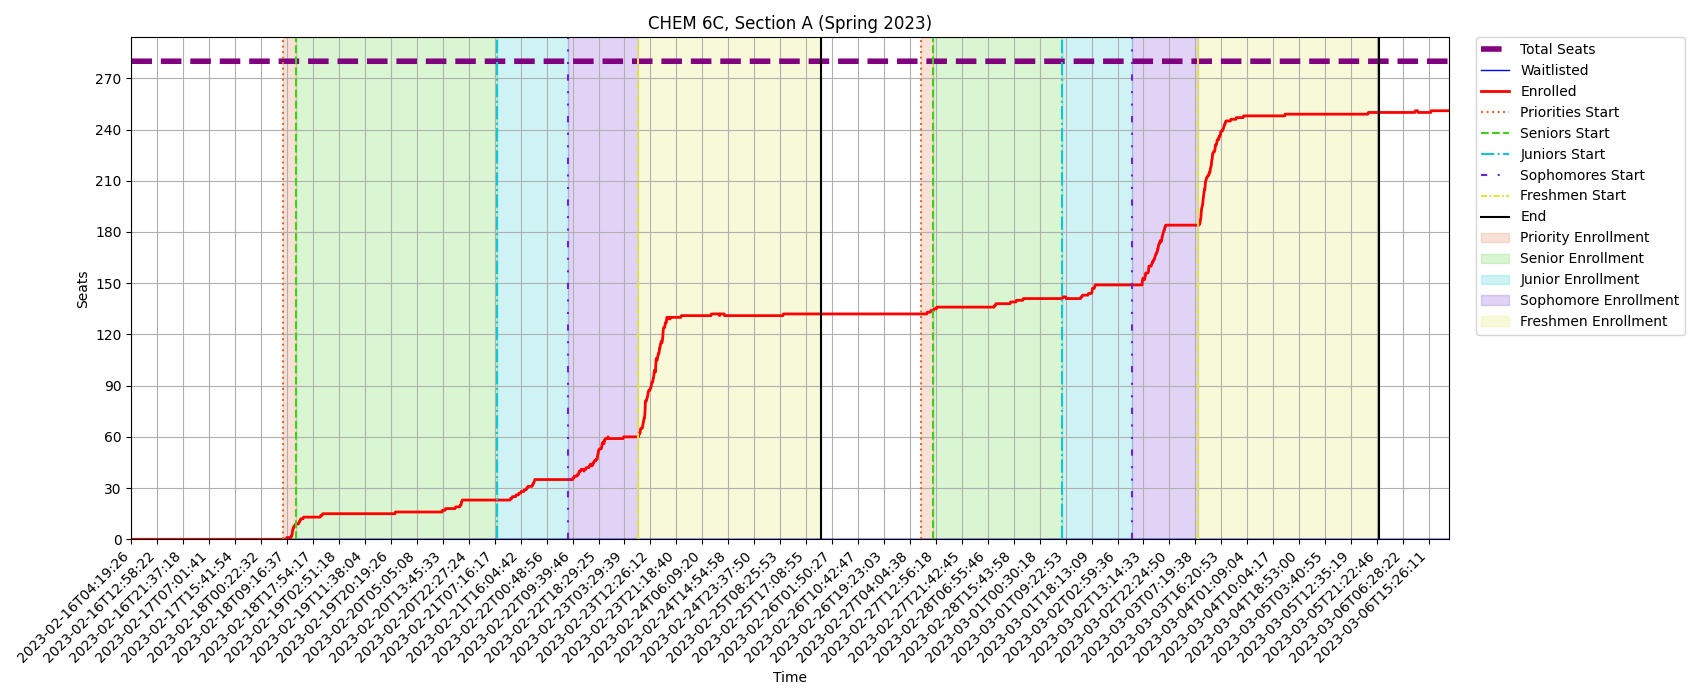 CHEM 6C, Section A (Spring 2023)
Seats
270
240
210
180
150
120
90
60
30
0
2023-02-16T04:19:26
2023-02-16T12:58:22
2023-02-16T21:37:18
2023-02-17T07:01:41
2023-02-17T15:41:54
2023-02-18T00:22:32
2023-02-18T09:16:37
2023-02-18T17:54:17
2023-02-19T02:51:18
2023-02-19T11:38:04
2023-02-19T20:19:26
2023-02-20T05:05:08
2023-02-20T13:45:33
2023-02-20T22:27:24
2023-02-21T07:16:17
2023-02-21T16:04:42
2023-02-22T00:48:56
2023-02-22T09:39:46
2023-02-22T18:29:25
2023-02-23T03:29:39
2023-02-23T12:26:12
2023-02-23T21:18:40
2023-02-24T06:09:20
2023-02-24T14:54:58
2023-02-24T23:37:50
2023-02-25T08:25:53
2023-02-25T17:08:55
2023-02-26T01:50:27
2023-02-26T10:42:47
2023-02-26T19:23:03
2023-02-27T04:04:38
2023-02-27T12:56:18
2023-02-27T21:42:45
2023-02-28T06:55:46
2023-02-28T15:43:58
2023-03-01T00:30:18
2023-03-01T09:22:53
2023-03-01T18:13:09
2023-03-02T02:59:36
2023-03-02T13:14:33
2023-03-02T22:24:50
2023-03-03T07:19:38
2023-03-03T16:20:53
2023-03-04T01:09:04
2023-03-04T10:04:17
2023-03-04T18:53:00
2023-03-05T03:40:55
2023-03-05T12:35:19
2023-03-05T21:22:46
2023-03-06T06:28:22
2023-03-06T15:26:11
Time
Total Seats
Waitlisted
Enrolled
Priorities Start
Seniors Start
Juniors Start
Sophomores Start
Freshmen Start
End
Priority Enrollment
Senior Enrollment
Junior Enrollment
Sophomore Enrollment
Freshmen Enrollment